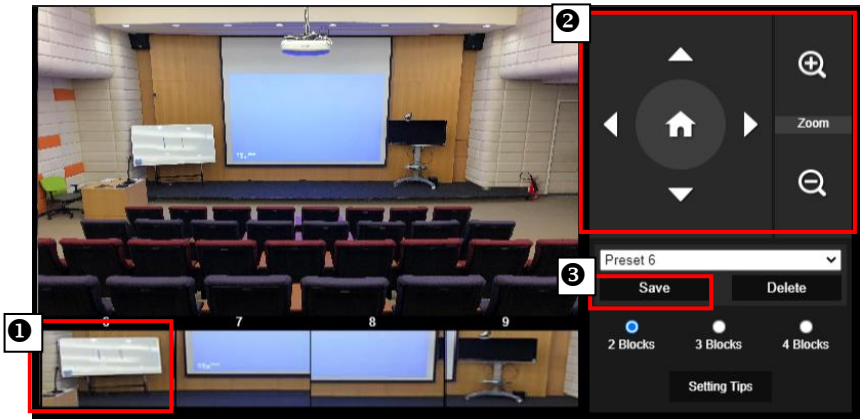 ❷
Zoom
Preset 6
❸
Save Delete
❶
6 7 8 9
2 Blocks 3 Blocks 4 Blocks
Setting Tips